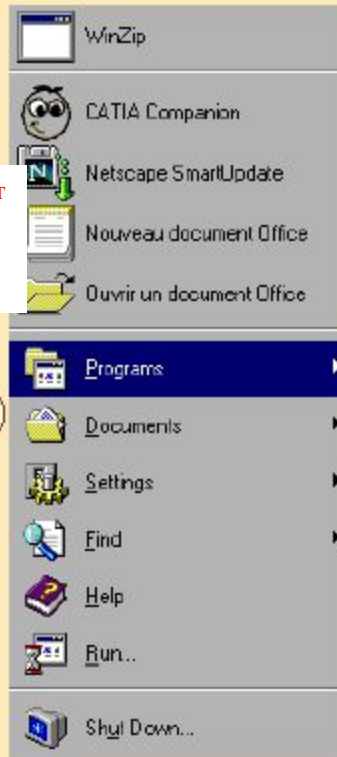 WinZip
CATIA Companion
Netscape SmartUpdate
Nouveau document Office
Ouvrir un document Office
Programs
Documents
Settings
Find
Help
Run...
Shut Down...